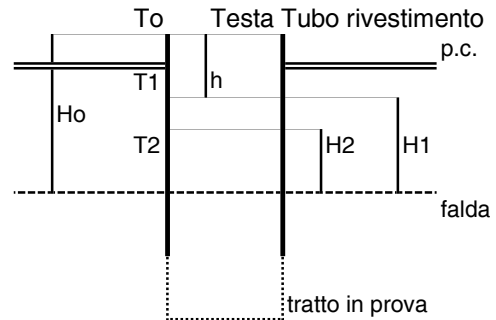 To Testa Tubo rivestimento
p.c.
T1 h
Ho
T2 H2 H1
falda
tratto in prova